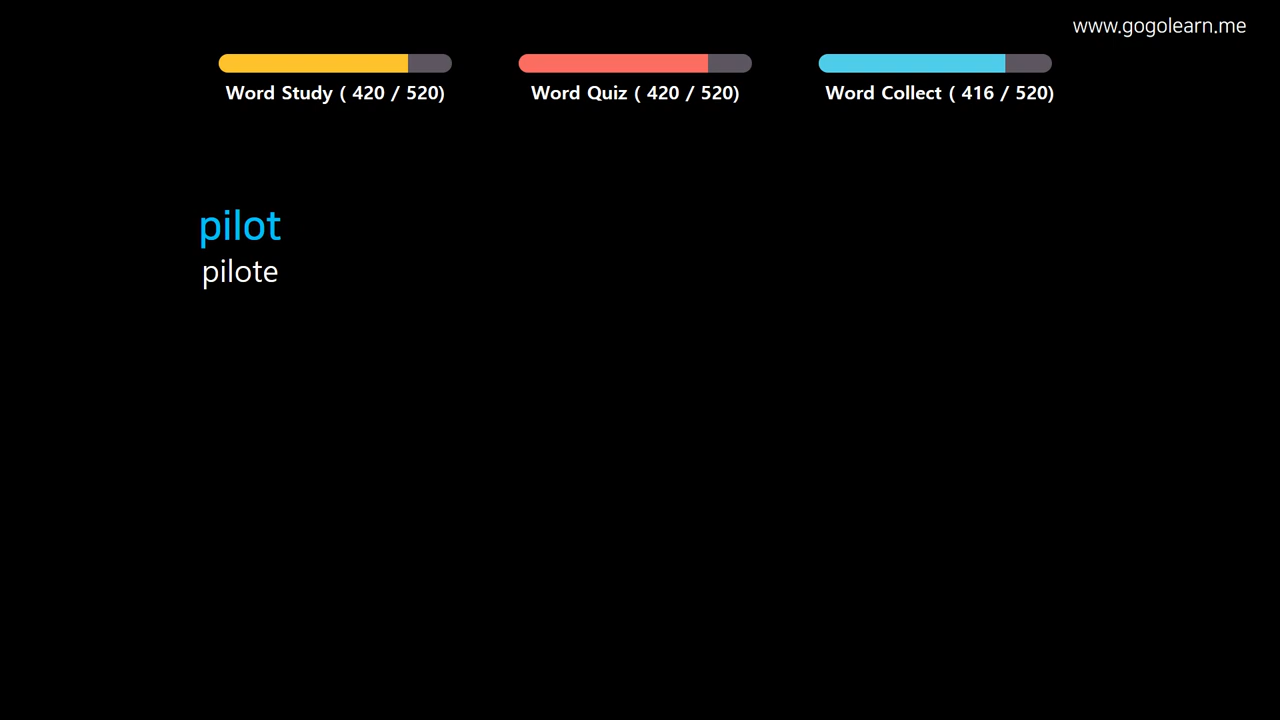 www.gogolearn.me
Word Study ( 420 / 520)
Word Quiz ( 420 / 520)
Word Collect ( 416 / 520)
pilot
pilote